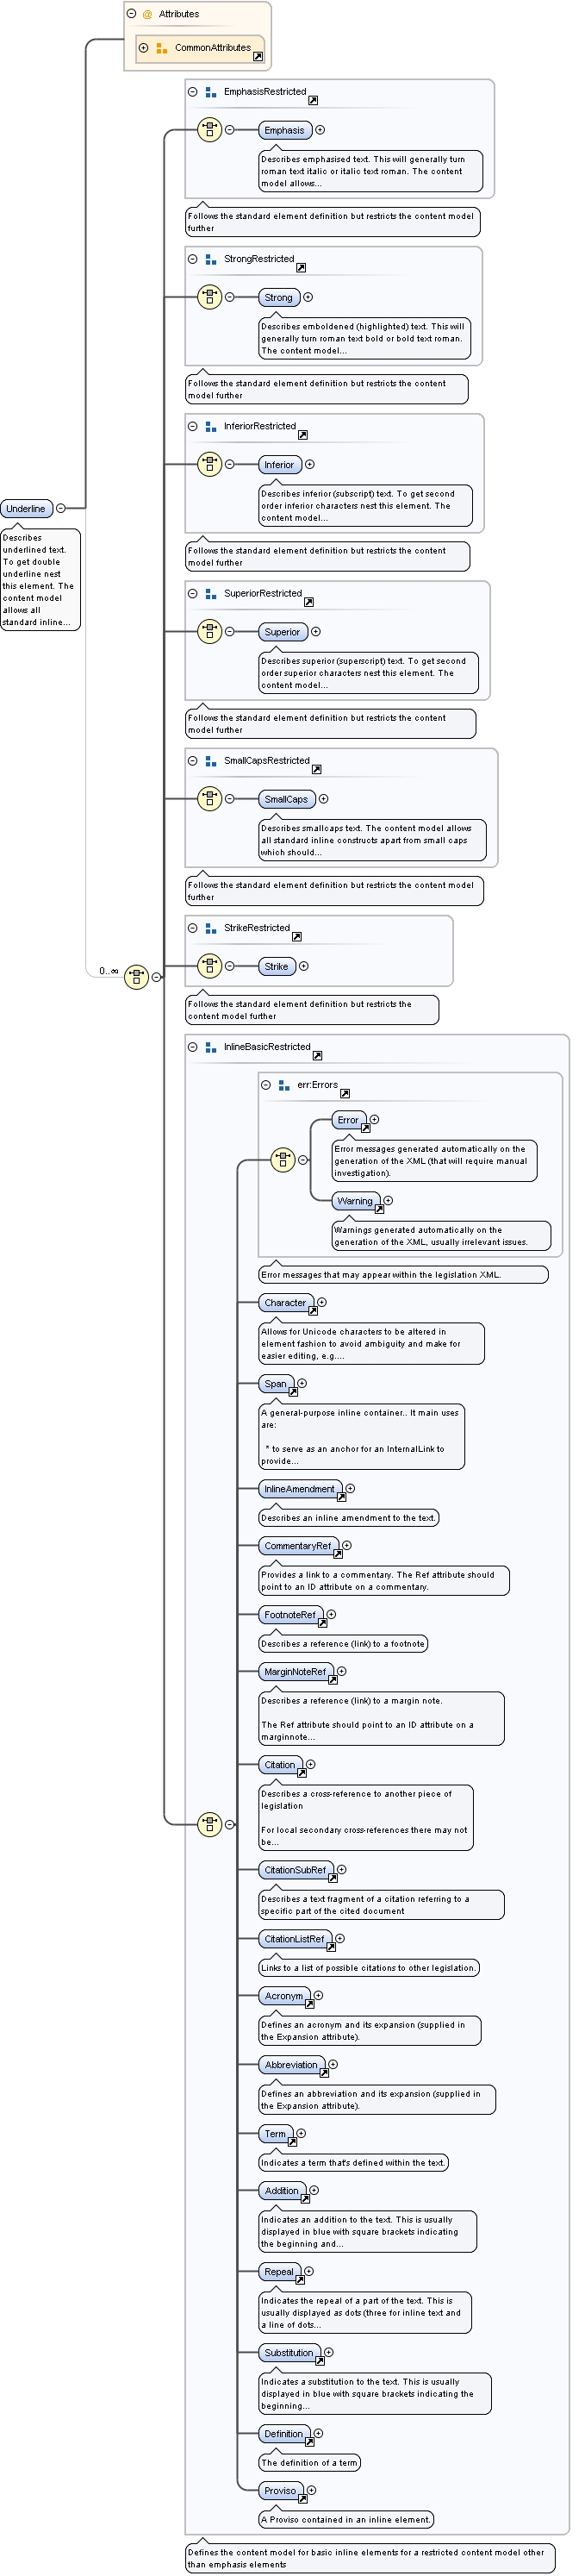 Attributes
CommonAttributes
EmphasisRestricted
Emphasis
Describes emphasised text. This will generally turn
roman text italic or italic text roman. The content
model allows...
Follows the standard element definition but restricts the content model
further
StrongRestricted
Strong
Describes emboldened (highlighted) text. This will
generally turn roman text bold or bold text roman.
The content model...
Follows the standard element definition but restricts the content
model further
InferiorRestricted
Inferior
Describes inferior (subscript) text. To get second
order inferior characters nest this element. The
content model...
Follows the standard element definition but restricts the content
model further
Underline
Describes
underlined text.
To get double
underline nest
this element. The
content model
allows all
standard inline...
SuperiorRestricted
Superior
Describes superior (superscript) text. To get second
order superior characters nest this element. The
content model...
Follows the standard element definition but restricts the content
model further
SmallCapsRestricted
SmallCaps
Describes smallcaps text. The content model allows
all standard inline constructs apart from small caps
which should...
Follows the standard element definition but restricts the content model
further
StrikeRestricted
Strike
0..∞
Follows the standard element definition but restricts the
content model further
InlineBasicRestricted
err:Errors
Error
Error messages generated automatically on the
generation of the XML (that will require manual
investigation).
Warning
Warnings generated automatically on the
generation of the XML, usually irrelevant issues.
Error messages that may appear within the legislation XML.
Character
Allows for Unicode characters to be altered in
element fashion to avoid ambiguity and make for
easier editing, e.g....
Span
A general-purpose inline container.. It main uses
are:
* to serve as an anchor for an InternalLink to
provide...
InlineAmendment
Describes an inline amendment to the text.
CommentaryRef
Provides a link to a commentary. The Ref attribute should
point to an ID attribute on a commentary.
FootnoteRef
Describes a reference (link) to a footnote
MarginNoteRef
Describes a reference (link) to a margin note.
The Ref attribute should point to an ID attribute on a
marginnote...
Citation
Describes a cross-reference to another piece of
legislation
For local secondary cross-references there may not
be...
CitationSubRef
Describes a text fragment of a citation referring to a
specific part of the cited document
CitationListRef
Links to a list of possible citations to other legislation.
Acronym
Defines an acronym and its expansion (supplied in
the Expansion attribute).
Abbreviation
Defines an abbreviation and its expansion (supplied in
the Expansion attribute).
Term
Indicates a term that's defined within the text.
Addition
Indicates an addition to the text. This is usually
displayed in blue with square brackets indicating
the beginning and...
Repeal
Indicates the repeal of a part of the text. This is
usually displayed as dots (three for inline text and
a line of dots...
Substitution
Indicates a substitution to the text. This is usually
displayed in blue with square brackets indicating the
beginning...
Definition
The definition of a term
Proviso
A Proviso contained in an inline element.
Defines the content model for basic inline elements for a restricted content model other
than emphasis elements